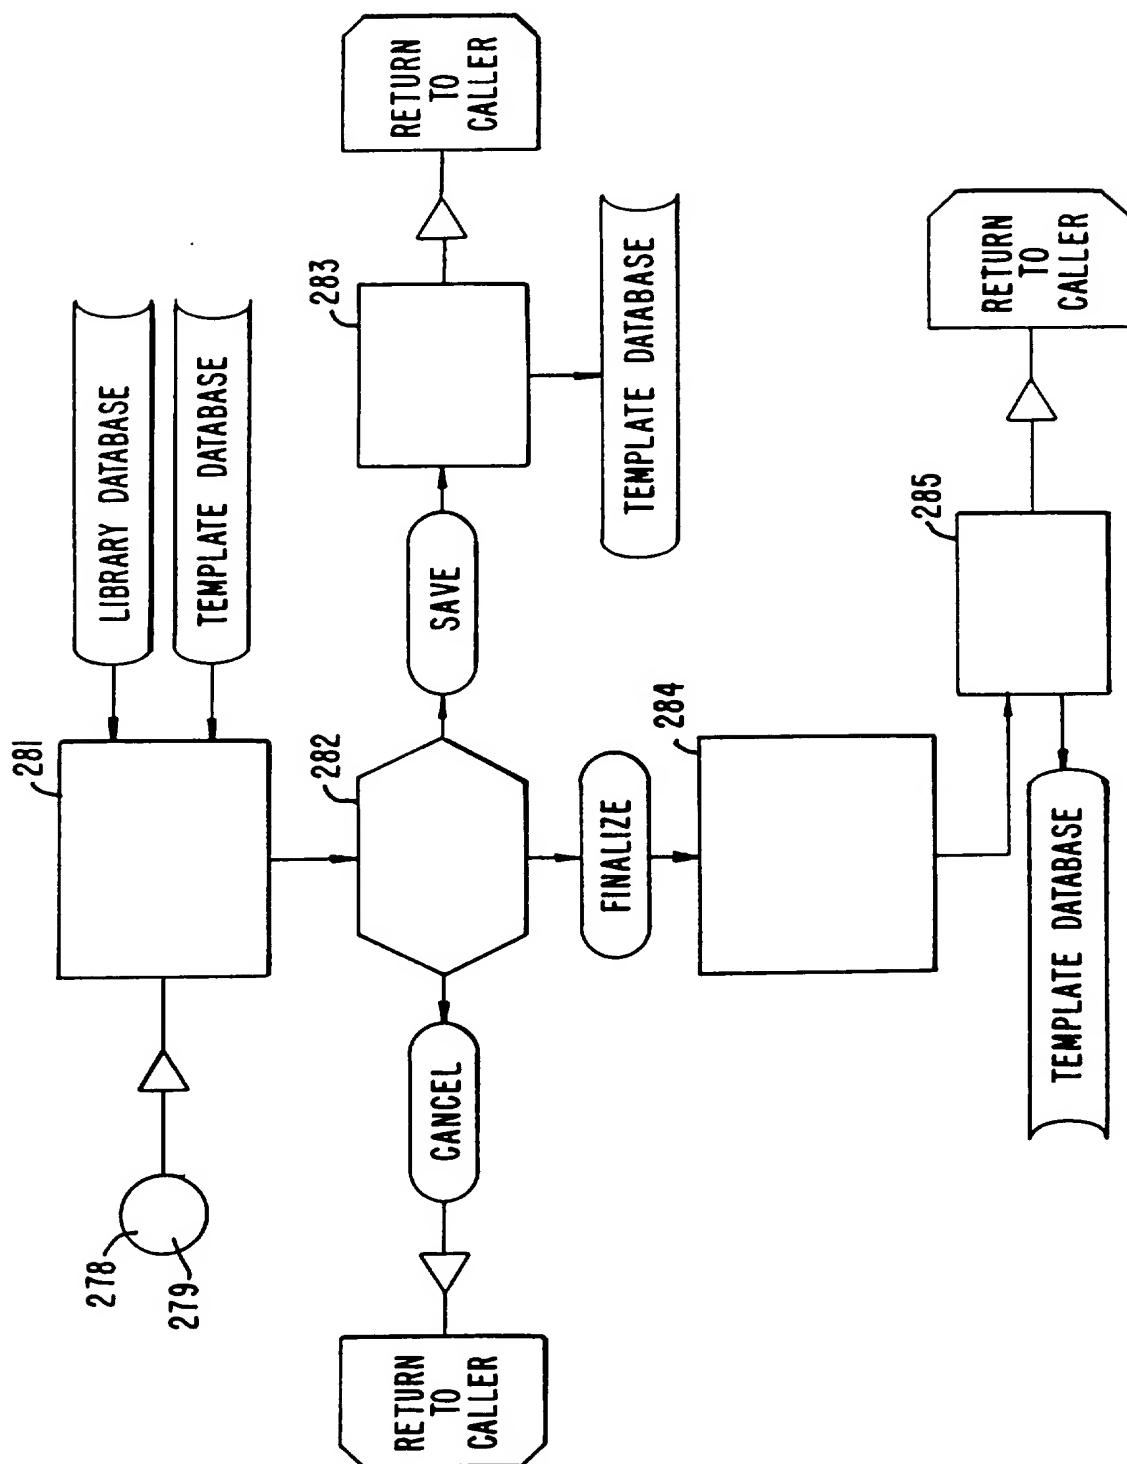 278
279
281
LIBRARY DATABASE
TEMPLATE DATABASE
282
RETURN
TO
CALLER
CANCEL
SAVE
283
RETURN
TO
CALLER
TEMPLATE DATABASE
FINALIZE
284
285
RETURN
TO
CALLER
TEMPLATE DATABASE